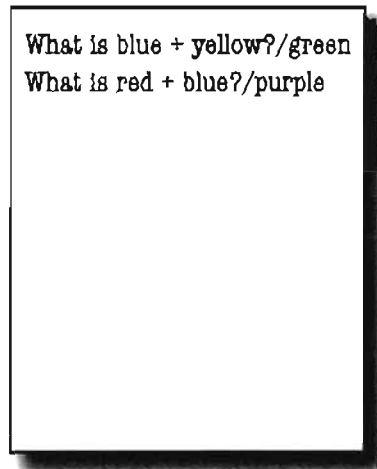 What is blue + yellow?/green
What is red + blue?/purple